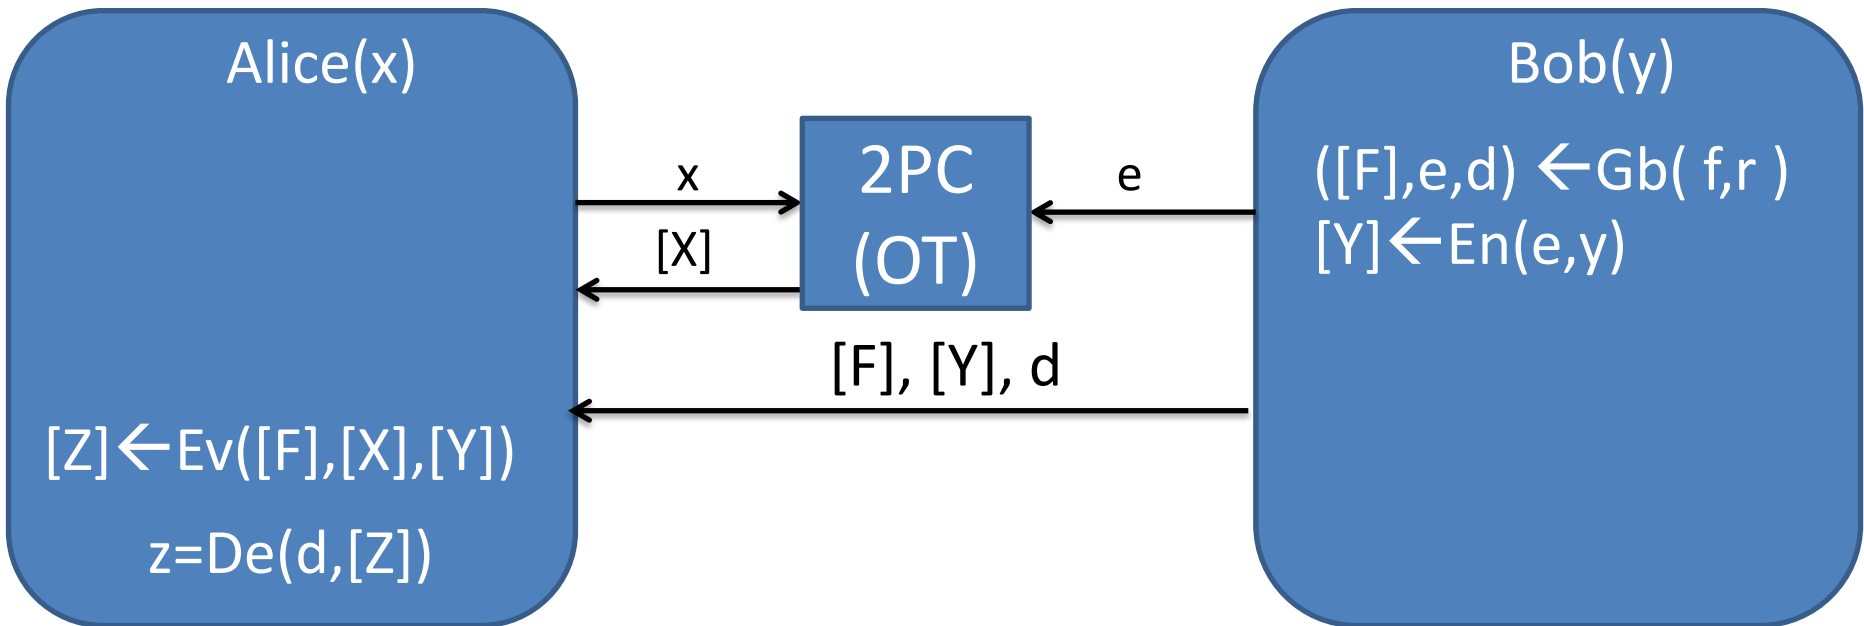 Alice(x)
[Z]←Ev([F],[X],[Y])
z=De(d,[Z])
x
[X]
2PC
(OT)
e
[F], [Y], d
Bob(y)
([F],e,d) ←Gb( f,r )
[Y]←En(e,y)